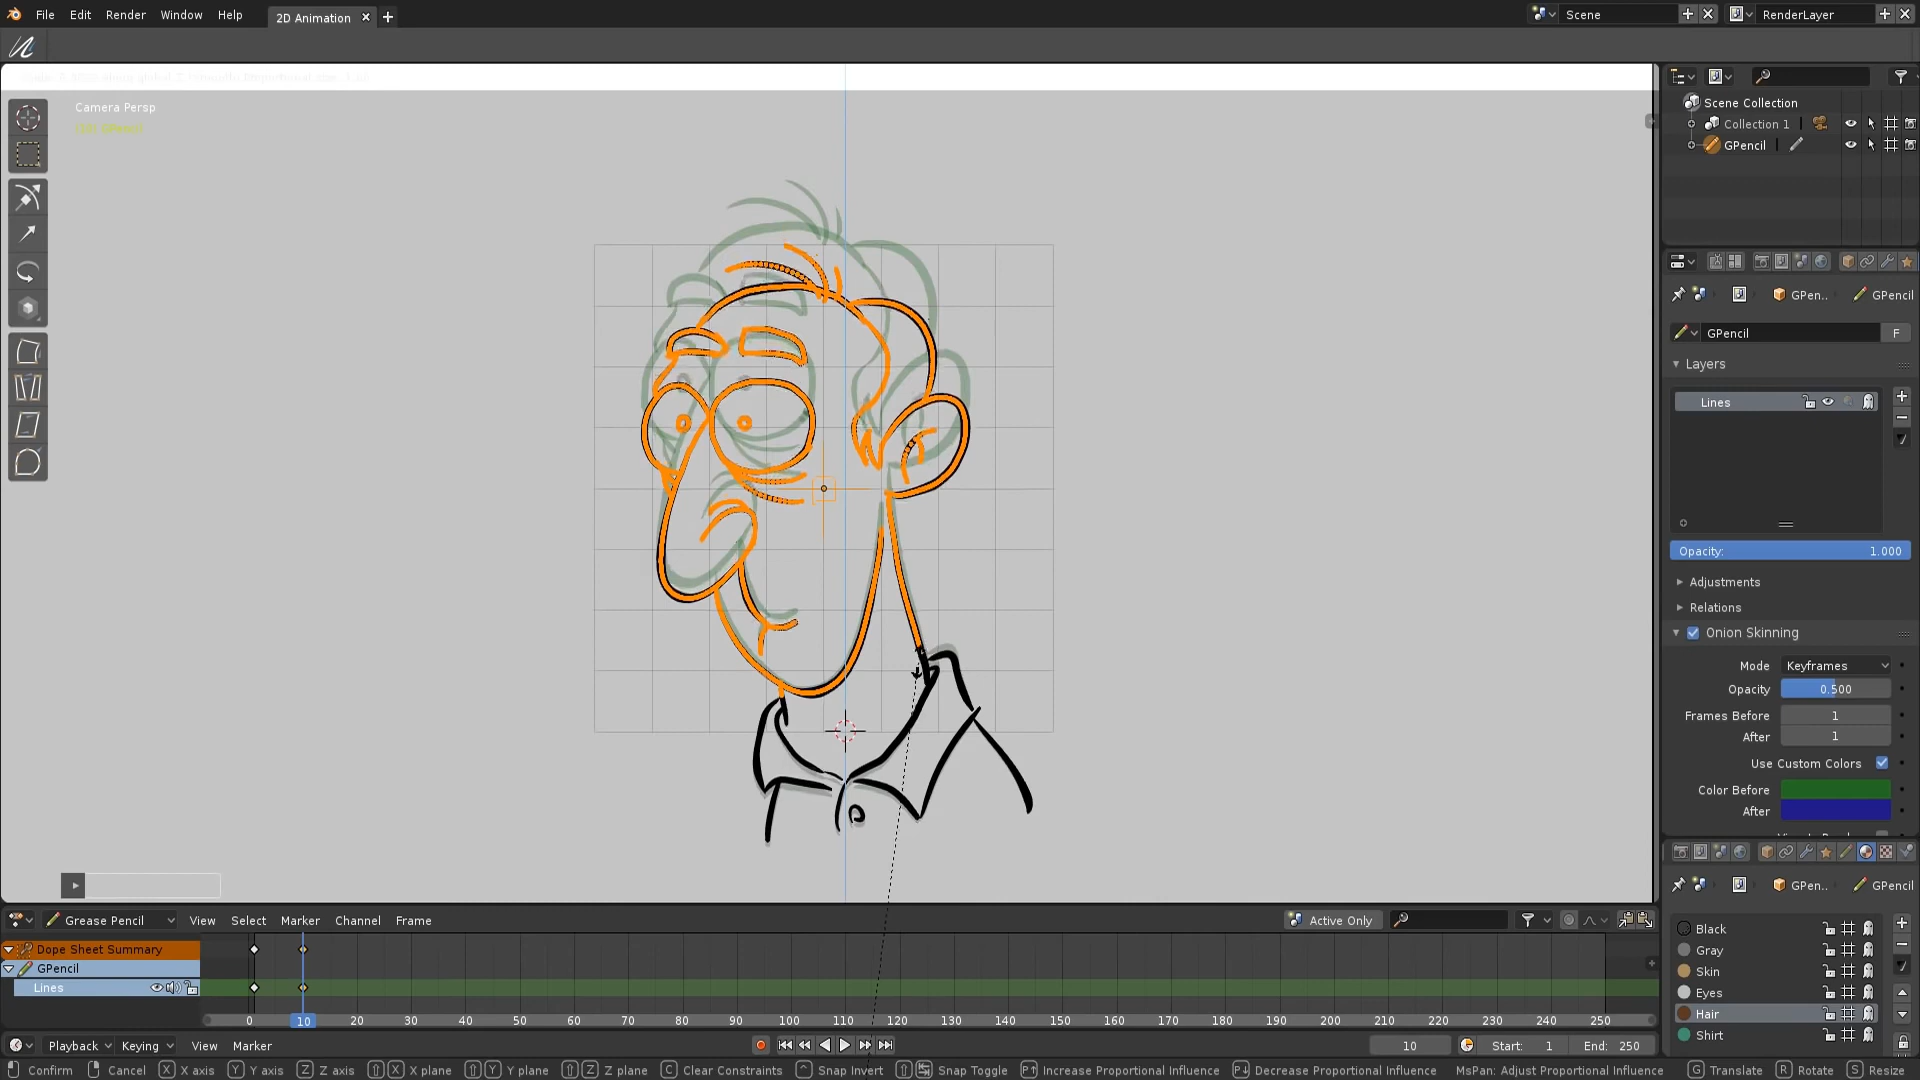 File Edit Render Window Help 2D Animation Scene RenderLayer
Camera Persp
(10) GPencil
Scene Collection
Collection 1
GPencil
GPen.. GPencil
GPencil F
Layers
Lines
Opacity: 1.000
Adjustments
Relations
Onion Skinning
Mode Keyframes
Opacity 0.500
Frames Before 1
After 1
Use Custom Colors
Color Before
After
GPen.. GPencil
Black
Gray
Skin
Eyes
Hair
Shirt
Grease Pencil View Select Marker Channel Frame Active Only
Dope Sheet Summary
GPencil
Lines
0 10 20 30 40 50 60 70 80 90 100 110 120 130 140 150 160 170 180 190 200 210 220 230 240 250
Playback Keying View Marker 10 Start: 1 End: 250
Confirm Cancel X X axis Y Y axis Z Z axis X X plane Y Y plane Z Z plane C Clear Constraints Snap Invert Snap Toggle Increase Proportional Influence Decrease Proportional Influence MsPan: Adjust Proportional Influence G Translate R Rotate S Resize